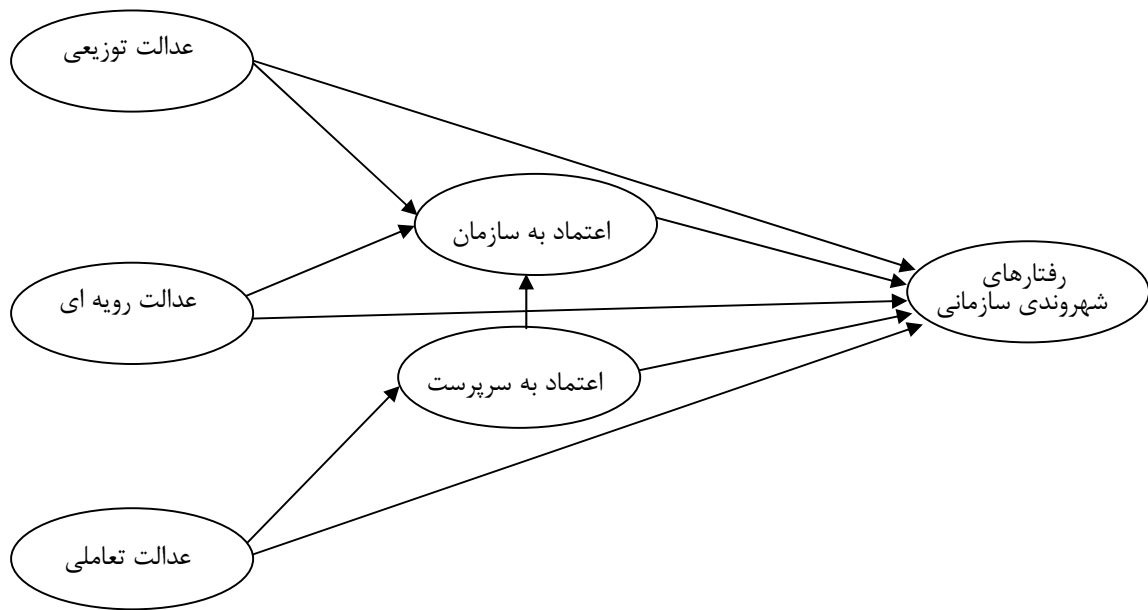 عدالت توزیعی
اعتماد به سازمان
رفتارهای
شهروندی سازمانی
عدالت رویه ای
اعتماد به سرپرست
عدالت تعاملی